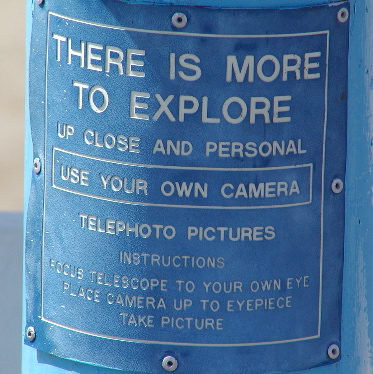 THERE IS MORE
TO EXPLORE
UP CLOSE AND PERSONAL
USE YOUR OWN CAMERA
TELEPHOTO PICTURES
INSTRUCTIONS
FOCUS TELESCOPE TO YOUR OWN EYE
PLACE CAMERA UP TO EYEPIECE
TAKE PICTURE